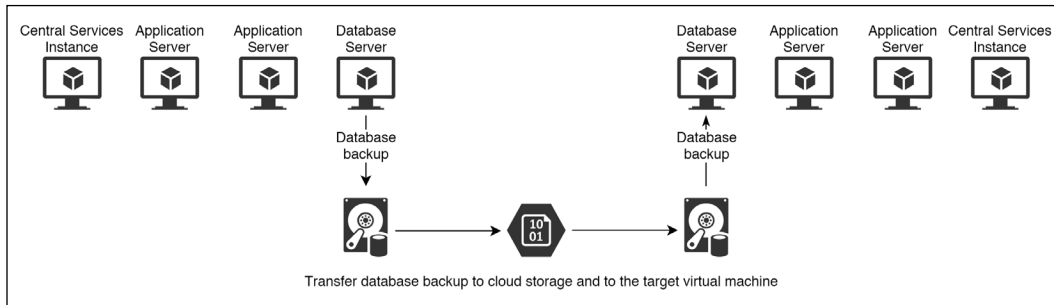 Central Services
Instance
Application
Server
Application
Server
Database
Server
Database
Server
Application
Server
Application
Server
Central Services
Instance
Database
backup
Database
backup
10
01
Transfer database backup to cloud storage and to the target virtual machine